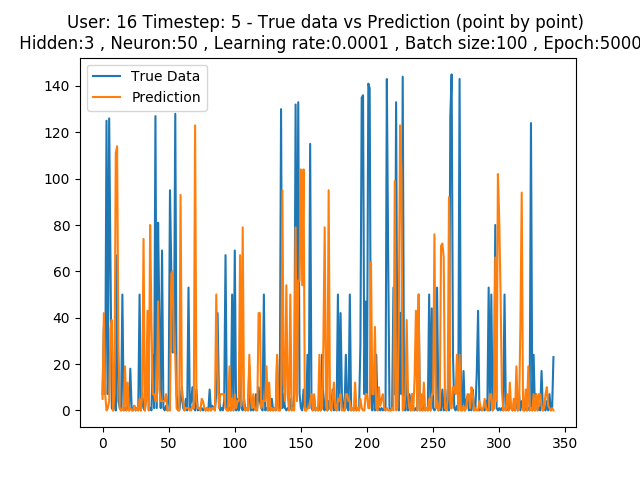 User: 16 Timestep: 5 - True data vs Prediction (point by point)
Hidden:3 , Neuron:50 , Learning rate:0.0001 , Batch size:100 , Epoch:5000
True Data
Prediction
140
120
100
80
60
40
20
0
0 50 100 150 200 250 300 350